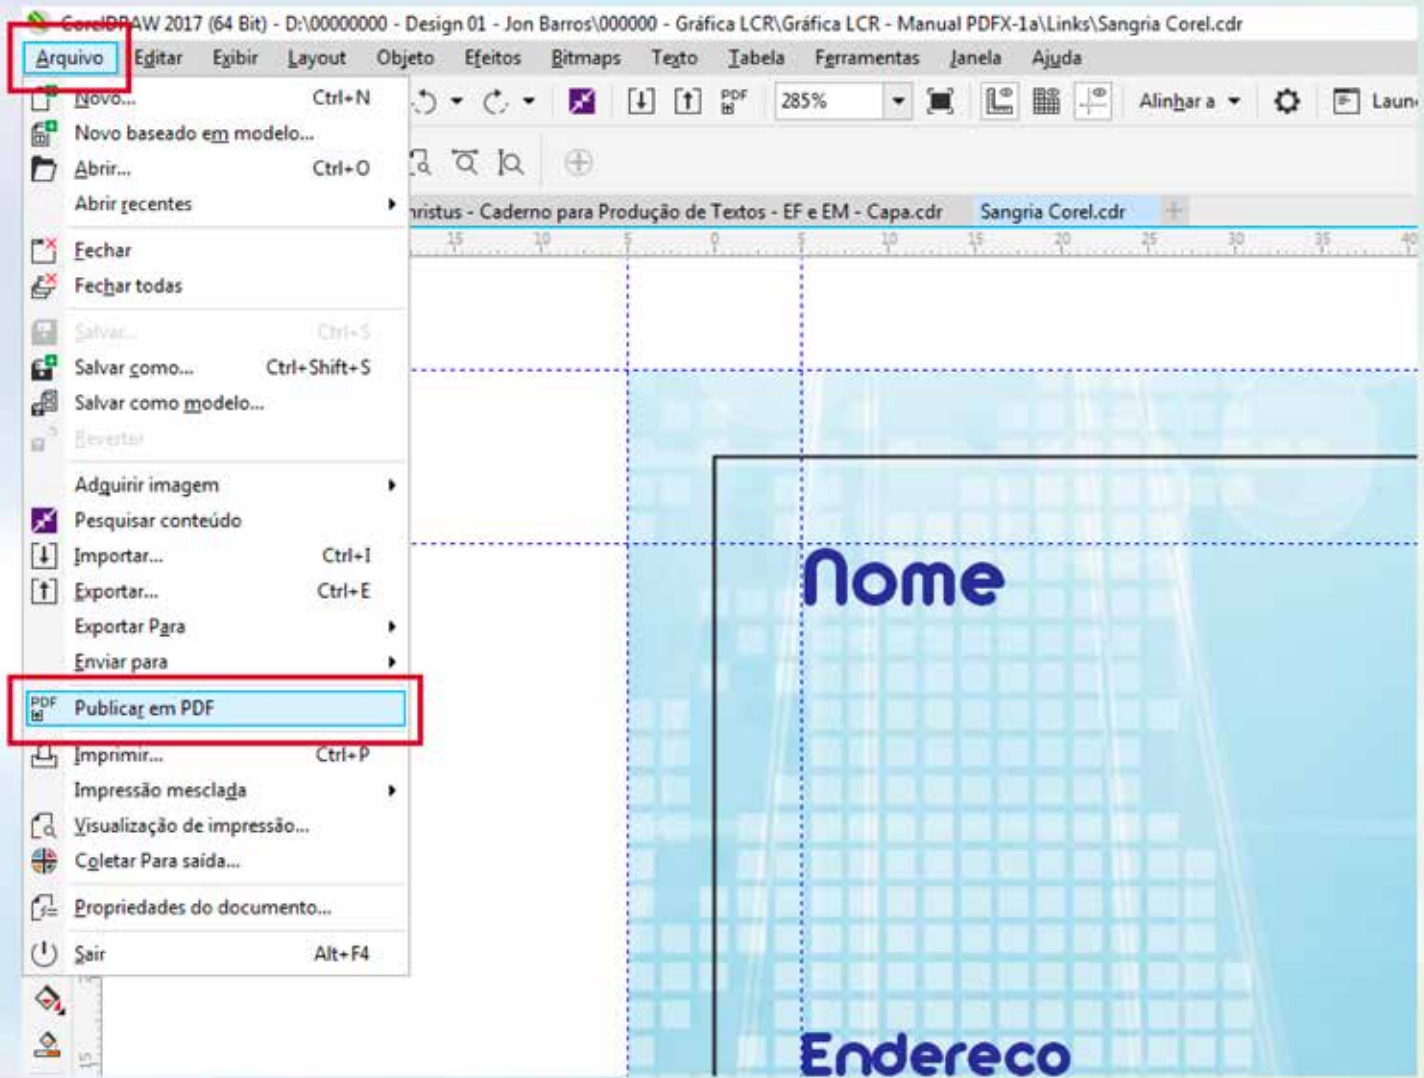 CorelDRAW 2017 (64 Bit) - D:\00000000 - Design 01 - Jon Barros\000000 - Gráfica LCR\Gráfica LCR - Manual PDFX-1a\Links\Sangria Corel.cdr
Arquivo Editar Exibir Layout Objeto Efeitos Bitmaps Texto Tabela Ferramentas Janela Ajuda
Novo... Ctrl+N
PDF 285% Alinhar a
Novo baseado em modelo...
Abrir... Ctrl+O
Abrir recentes
hristus - Caderno para Produção de Textos - EF e EM - Capa.cdr Sangria Corel.cdr
15 10 5 0 5 10 15 20 25 30 35 40
Fechar
Fechar todas
Salvar... Ctrl+S
Salvar como... Ctrl+Shift+S
Salvar como modelo...
Reverter
Adquirir imagem
Pesquisar conteúdo
Importar... Ctrl+I
Exportar... Ctrl+E
Exportar Para
Enviar para
PDF Publicar em PDF
Imprimir... Ctrl+P
Impressão mesclada
Visualização de impressão...
Coletar Para saída...
Propriedades do documento...
Sair Alt+F4
Nome
15
Endereco